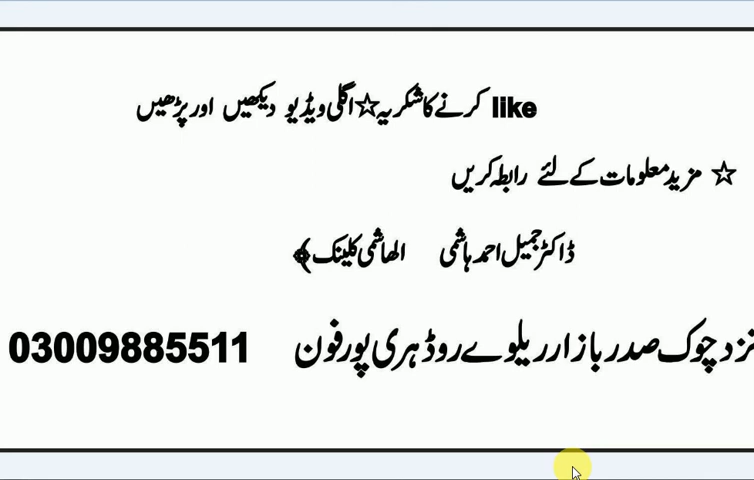 like کرنے کا شکریہ☆اگلی ویڈیو دیکھیں اور پڑھیں
☆ مزید معلومات کے لئے رابطہ کریں
ڈاکٹر جمیل احمد ہاشمی الهاشمی کلینک﴾
نزد چوک صدر بازار ریلوے روڈ ہری پور فون 03009885511